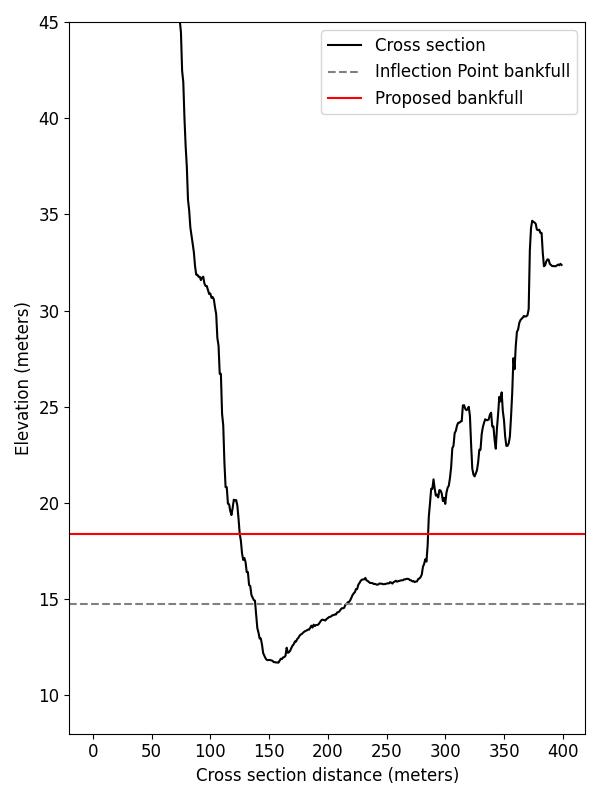 45
40
35
30
25
20
15
10
Elevation (meters)
Cross section
Inflection Point bankfull
Proposed bankfull
0 50 100 150 200 250 300 350 400
Cross section distance (meters)